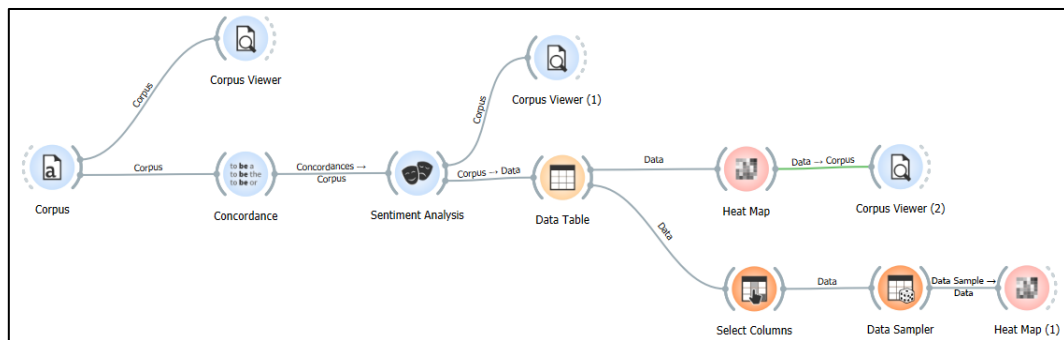 Corpus Viewer
Corpus
Corpus Viewer (1)
Corpus
a
Corpus
Corpus
to be a
to be the
to be or
Concordance
Concordances →
Corpus
Sentiment Analysis
Corpus → Data
Data Table
Data
Heat Map
Data → Corpus
Corpus Viewer (2)
Data
Select Columns
Data
Data Sampler
Data Sample →
Data
Heat Map (1)